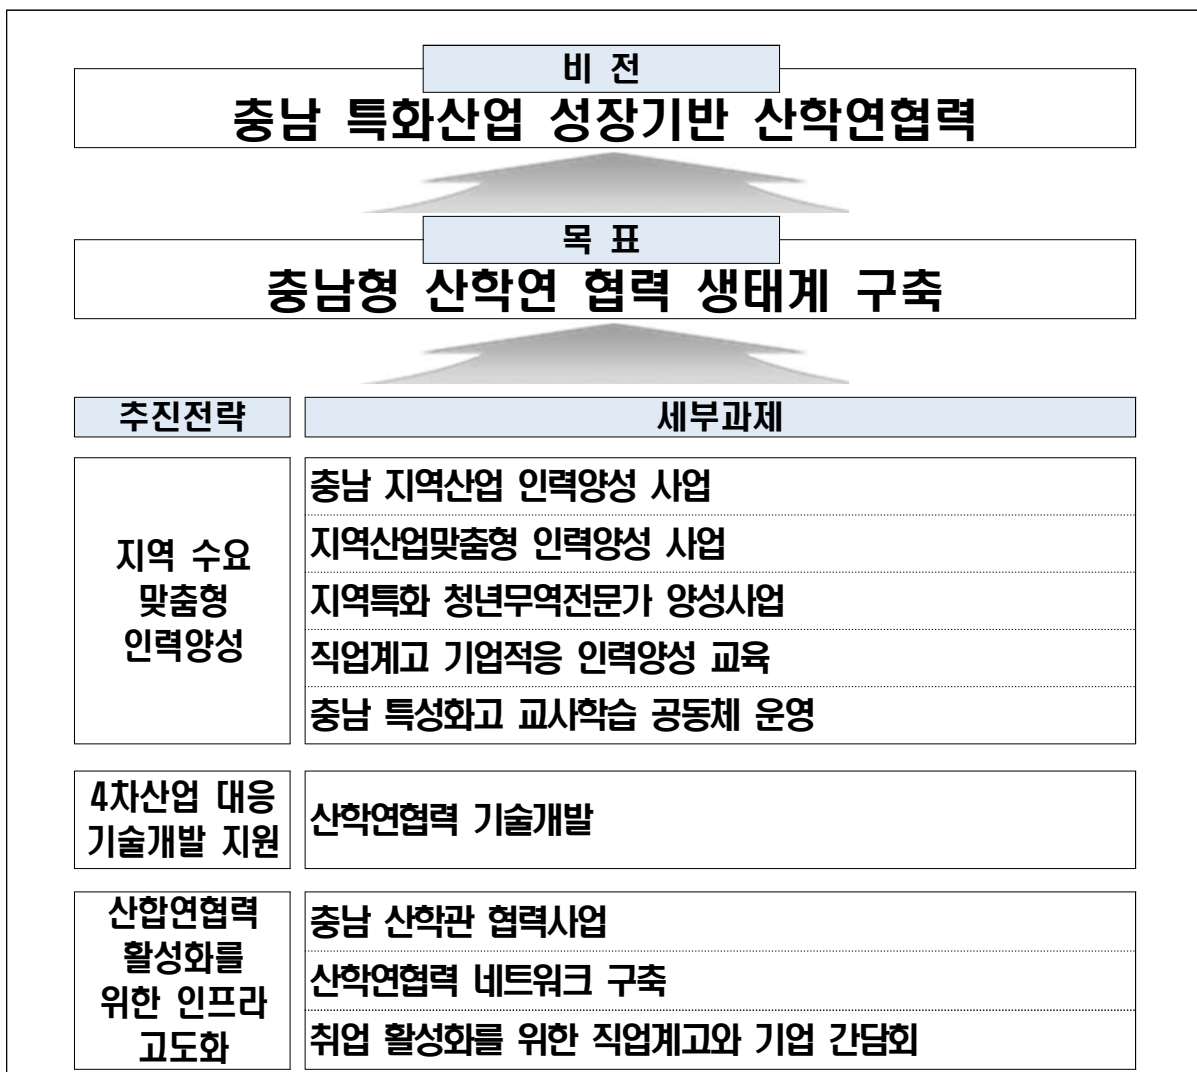 비 전
충남 특화산업 성장기반 산학연협력
목 표
충남형 산학연 협력 생태계 구축
추진전략
세부과제
지역 수요
맞춤형
인력양성
충남 지역산업 인력양성 사업
지역산업맞춤형 인력양성 사업
지역특화 청년무역전문가 양성사업
직업계고 기업적응 인력양성 교육
충남 특성화고 교사학습 공동체 운영
4차산업 대응
기술개발 지원
산학연협력 기술개발
산합연협력
활성화를
위한 인프라
고도화
충남 산학관 협력사업
산학연협력 네트워크 구축
취업 활성화를 위한 직업계고와 기업 간담회